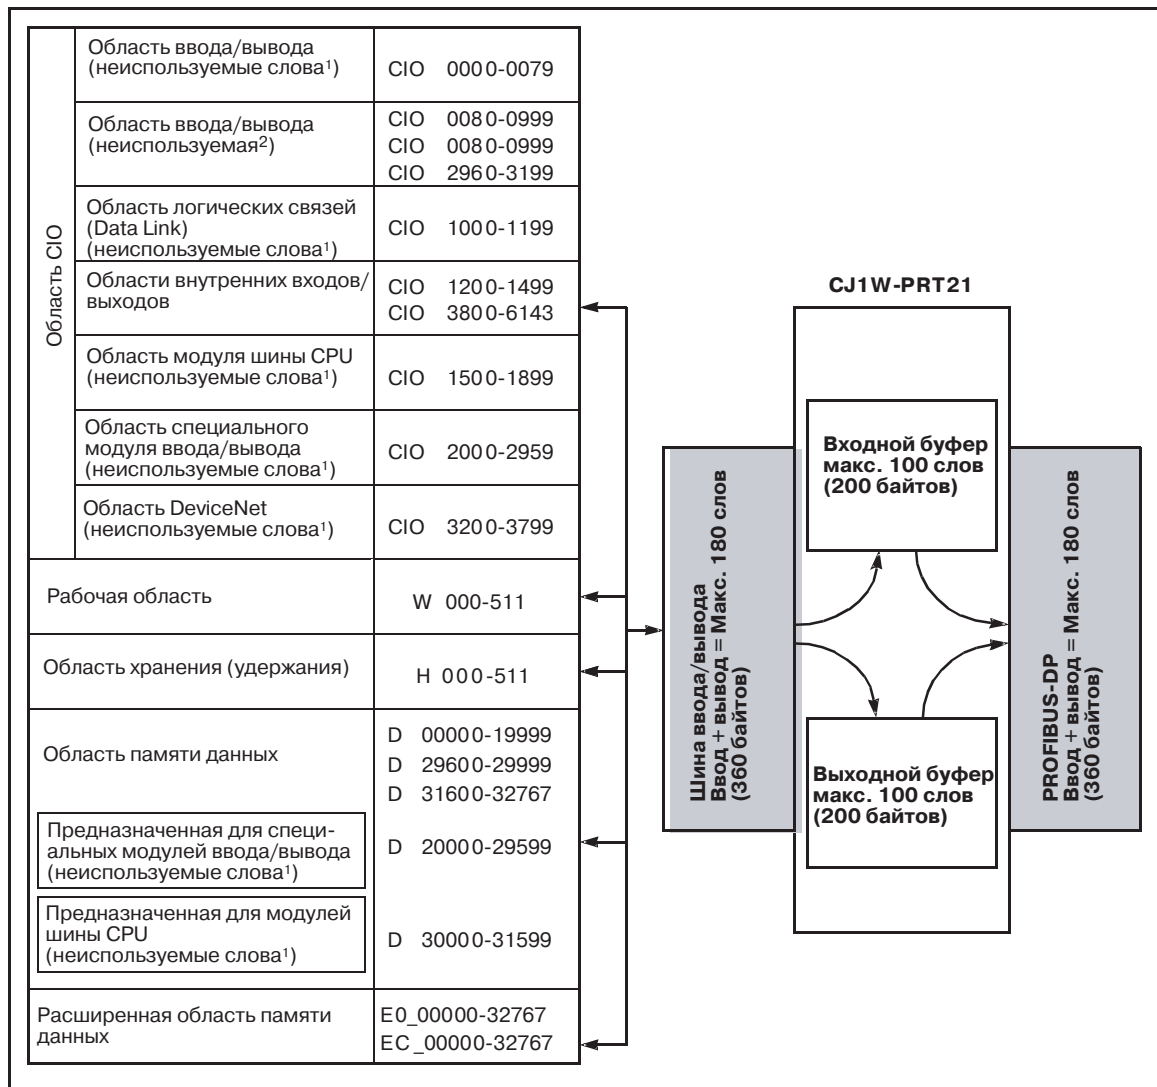 Область CIO
Область ввода/вывода
(неиспользуемые слова¹)
CIO 0000-0079
Область ввода/вывода
(неиспользуемая²)
CIO 0080-0999
CIO 0080-0999
CIO 2960-3199
Область логических связей
(Data Link)
(неиспользуемые слова¹)
CIO 1000-1199
Области внутренних входов/
выходов
CIO 1200-1499
CIO 3800-6143
Область модуля шины CPU
(неиспользуемые слова¹)
CIO 1500-1899
Область специального
модуля ввода/вывода
(неиспользуемые слова¹)
CIO 2000-2959
Область DeviceNet
(неиспользуемые слова¹)
CIO 3200-3799
Рабочая область
W 000-511
Область хранения (удержания)
H 000-511
Область памяти данных
D 00000-19999
D 29600-29999
D 31600-32767
Предназначенная для специ-
альных модулей ввода/вывода
(неиспользуемые слова¹)
D 20000-29599
Предназначенная для модулей
шины CPU
(неиспользуемые слова¹)
D 30000-31599
Расширенная область памяти
данных
E0_00000-32767
EC_00000-32767
CJ1W-PRT21
Шина ввода/вывода
Ввод + вывод = Макс. 180 слов
(360 байтов)
Входной буфер
макс. 100 слов
(200 байтов)
Выходной буфер
макс. 100 слов
(200 байтов)
PROFIBUS-DP
Ввод + вывод = Макс. 180 слов
(360 байтов)